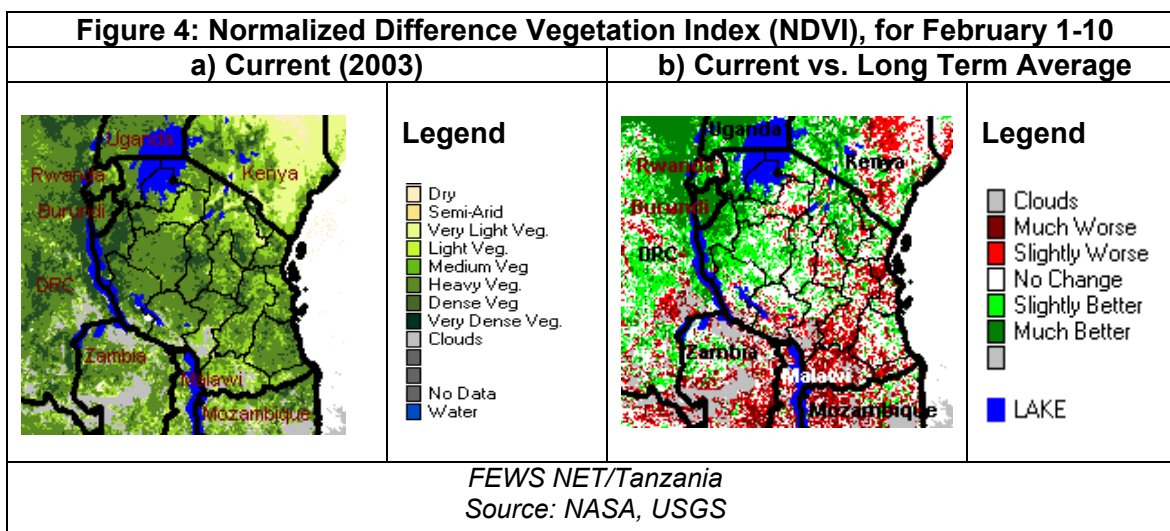 Figure 4: Normalized Difference Vegetation Index (NDVI), for February 1-10
a) Current (2003)
b) Current vs. Long Term Average
Uganda
Rwanda
Kenya
Burundi
DRC
Zambia
Malawi
Mozambique
Legend
Dry
Semi-Arid
Very Light Veg.
Light Veg.
Medium Veg
Heavy Veg.
Dense Veg
Very Dense Veg.
Clouds
No Data
Water
Uganda
Rwanda
Kenya
Burundi
DRC
Zambia
Malawi
Mozambique
Legend
Clouds
Much Worse
Slightly Worse
No Change
Slightly Better
Much Better
LAKE
FEWS NET/Tanzania
Source: NASA, USGS